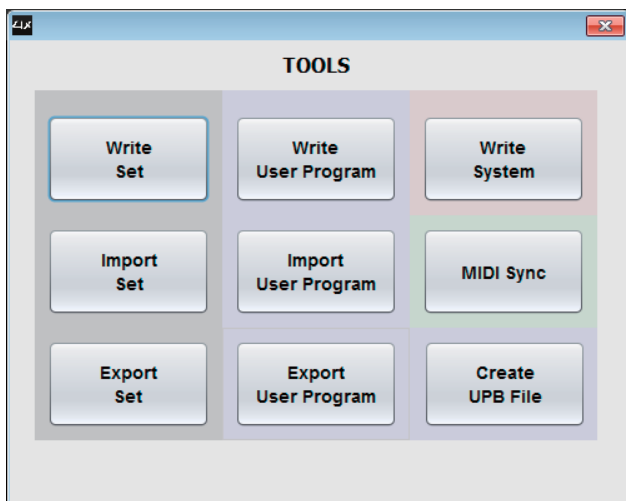 TOOLS
Write
Set
Write
User Program
Write
System
Import
Set
Import
User Program
MIDI Sync
Export
Set
Export
User Program
Create
UPB File